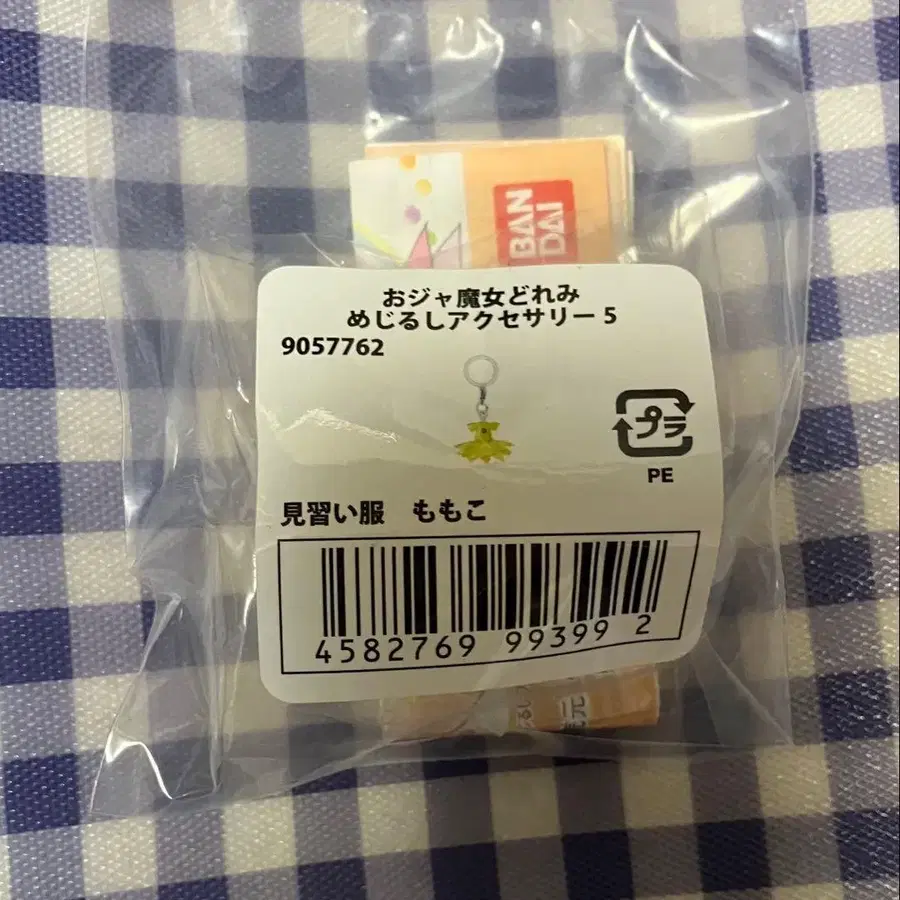 BAN
DAI
おジャ魔女どれみ
めじるしアクセサリー 5
9057762
プラ
PE
見習い服 ももこ
4582769 99399 2
元